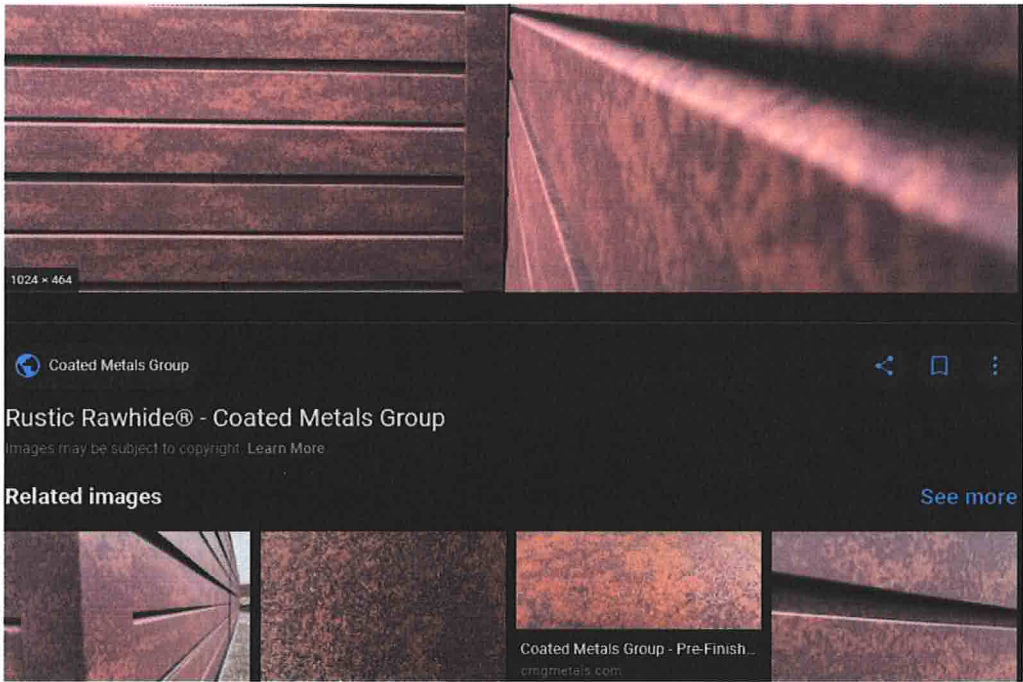 1024 × 464
Coated Metals Group
Rustic Rawhide® - Coated Metals Group
Images may be subject to copyright. Learn More
Related images
See more
Coated Metals Group - Pre-Finish...
cmgmetals.com